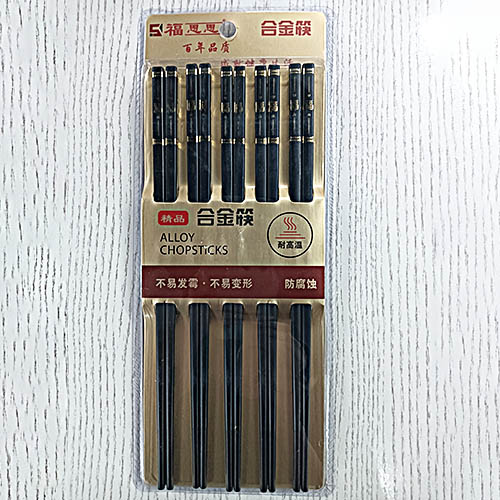 福恩恩 合金筷
百年品质
精品 合金筷
ALLOY
CHOPSTiCKS
耐高温
不易发霉·不易变形 防腐蚀